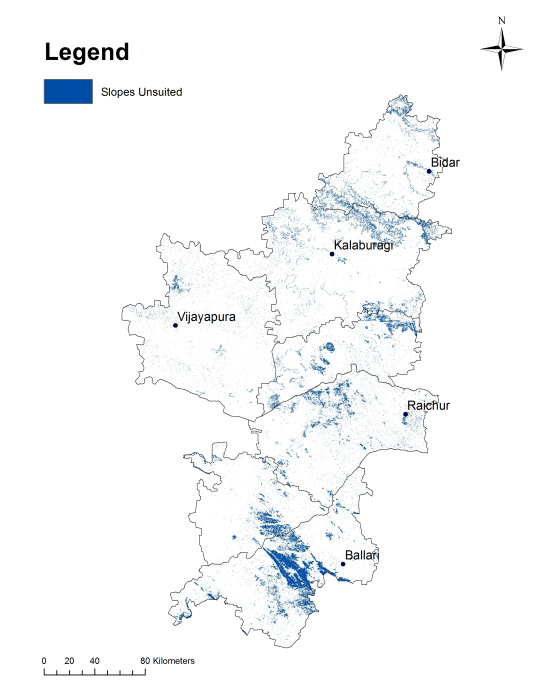 N
Legend
Slopes Unsuited
Bidar
Kalaburagi
Vijayapura
Raichur
Ballari
0 20 40 80 Kilometers